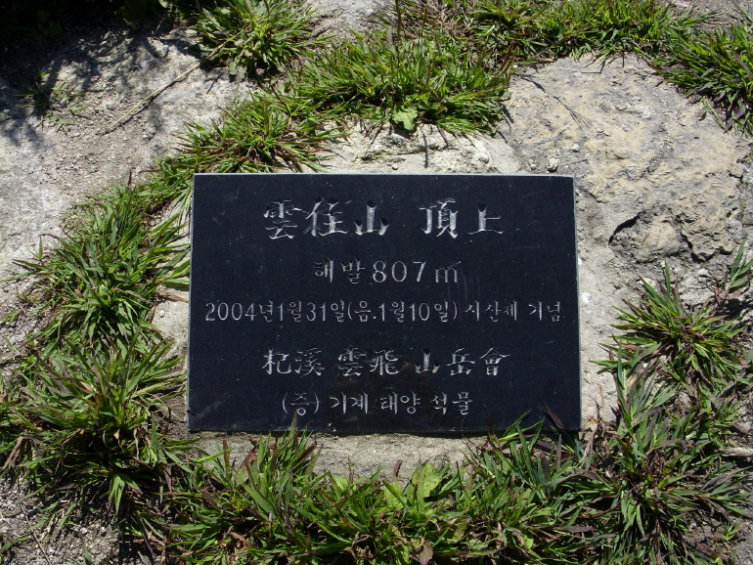 雲住山 頂上
해발 807㎡
2004년1월31일(음.1월10일) 시산제 기념
杞溪 雲飛山岳會
(증) 기계 태양 석물